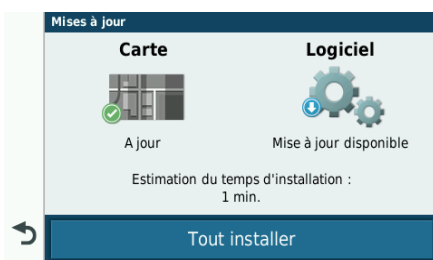 Mises à jour
Carte
Logiciel
A jour
Mise à jour disponible
Estimation du temps d'installation :
1 min.
Tout installer